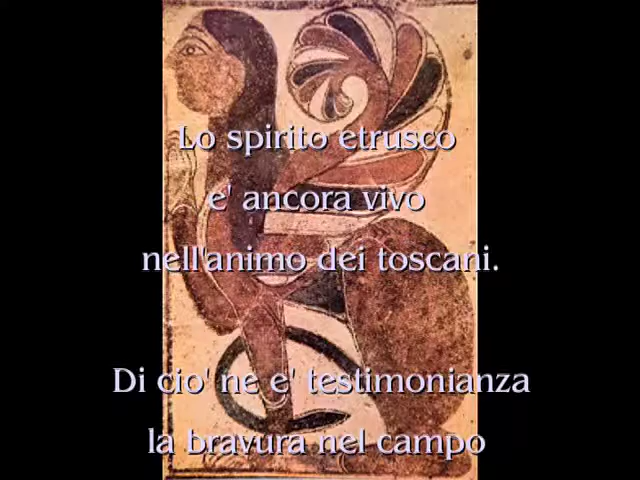 Lo spirito etrusco
e' ancora vivo
nell'animo dei toscani.
Di cio' ne e' testimonianza
la bravura nel campo